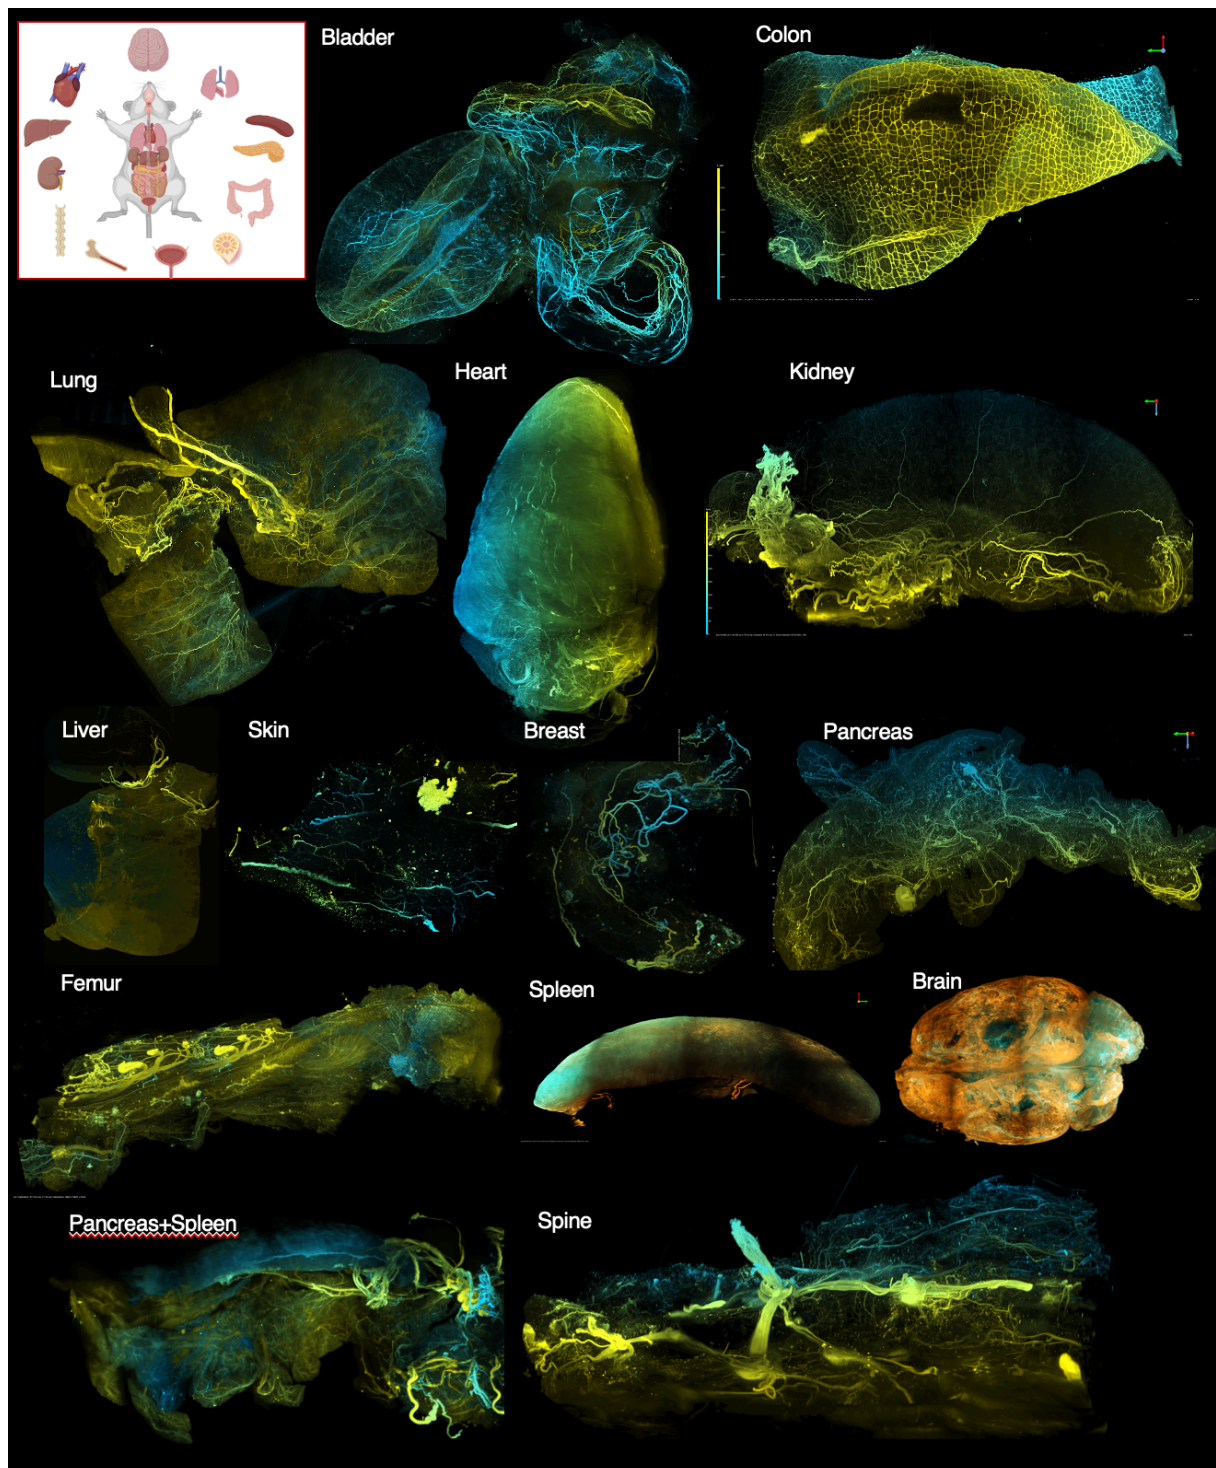 Bladder
Colon
Lung
Heart
Kidney
Liver
Skin
Breast
Pancreas
Femur
Spleen
Brain
Pancreas+Spleen
Spine